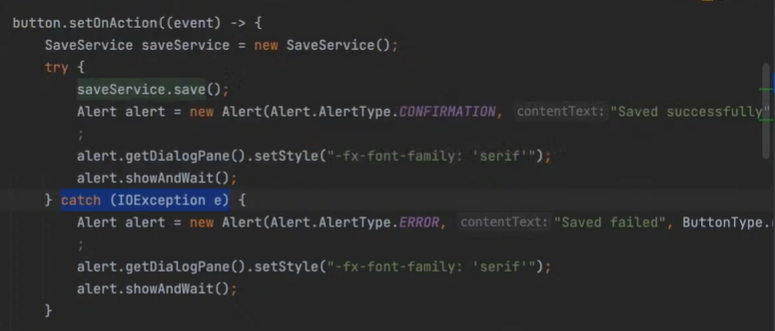 button.setOnAction((event) -> {
SaveService saveService = new SaveService();
try {
saveService.save();
Alert alert = new Alert(Alert.AlertType.CONFIRMATION, contentText: "Saved successfully"
;
alert.getDialogPane().setStyle("-fx-font-family: 'serif'");
alert.showAndWait();
} catch (IOException e) {
Alert alert = new Alert(Alert.AlertType.ERROR, contentText: "Saved failed", ButtonType.
;
alert.getDialogPane().setStyle("-fx-font-family: 'serif'");
alert.showAndWait();
}